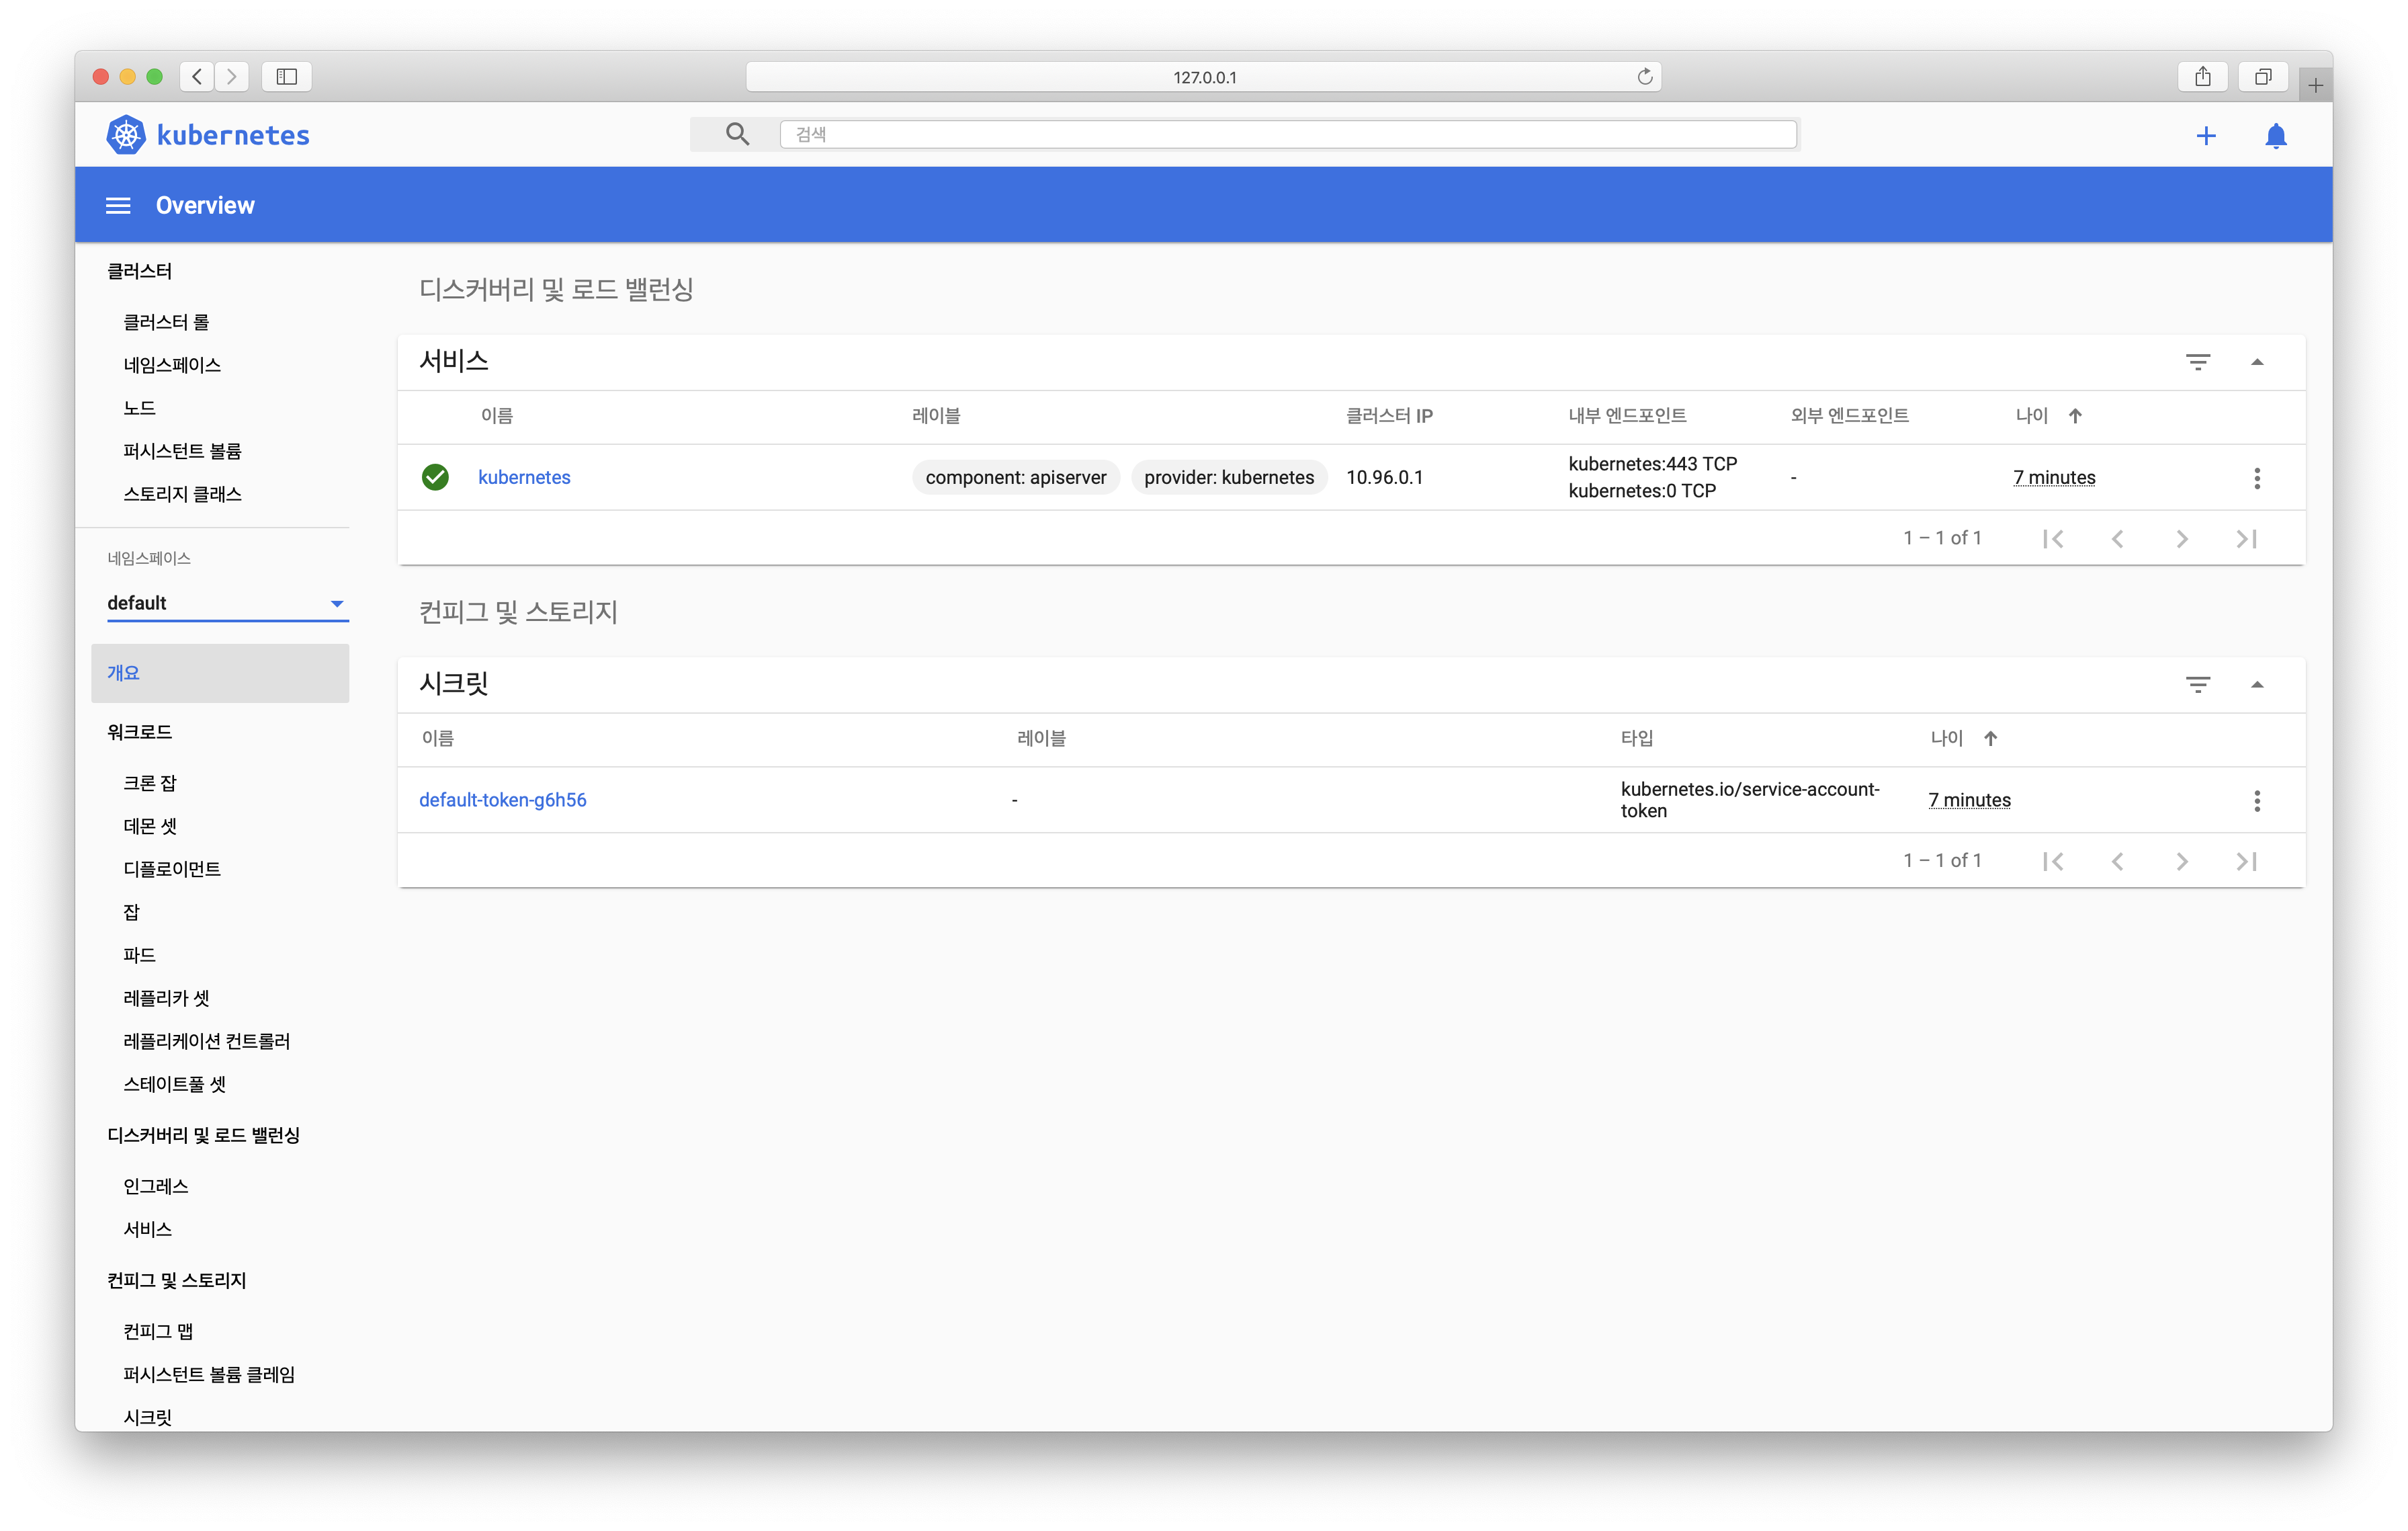 127.0.0.1
kubernetes
검색
Overview
클러스터
클러스터 롤
네임스페이스
노드
퍼시스턴트 볼륨
스토리지 클래스
네임스페이스
default
개요
워크로드
크론 잡
데몬 셋
디플로이먼트
잡
파드
레플리카 셋
레플리케이션 컨트롤러
스테이트풀 셋
디스커버리 및 로드 밸런싱
인그레스
서비스
컨피그 및 스토리지
컨피그 맵
퍼시스턴트 볼륨 클레임
시크릿
디스커버리 및 로드 밸런싱
서비스
이름 레이블 클러스터 IP 내부 엔드포인트 외부 엔드포인트 나이
kubernetes component: apiserver provider: kubernetes 10.96.0.1 kubernetes:443 TCP - 7 minutes
kubernetes:0 TCP
1 – 1 of 1
컨피그 및 스토리지
시크릿
이름 레이블 타입 나이
default-token-g6h56 - kubernetes.io/service-account- 7 minutes
token
1 – 1 of 1